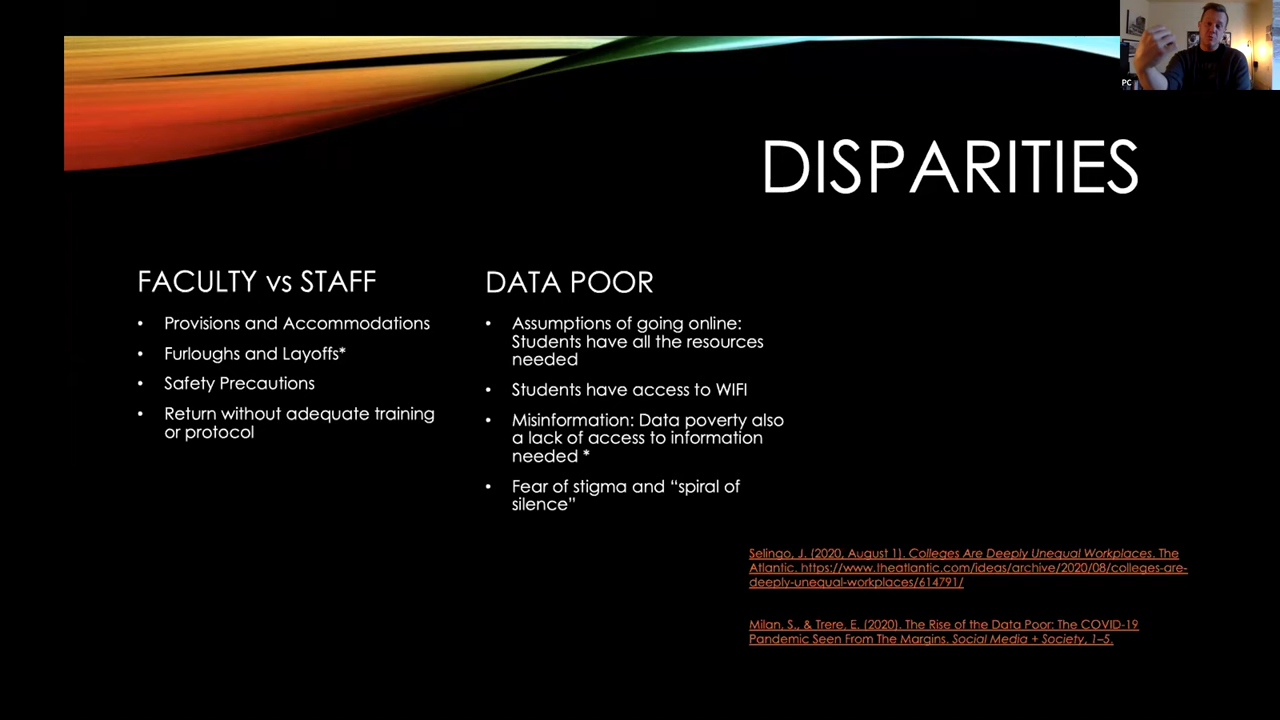 PC
DISPARITIES
FACULTY vs STAFF
• Provisions and Accommodations
• Furloughs and Layoffs*
• Safety Precautions
• Return without adequate training
or protocol
DATA POOR
• Assumptions of going online:
Students have all the resources
needed
• Students have access to WIFI
• Misinformation: Data poverty also
a lack of access to information
needed *
• Fear of stigma and “spiral of
silence”
Selingo, J. (2020, August 1). Colleges Are Deeply Unequal Workplaces. The
Atlantic. https://www.theatlantic.com/ideas/archive/2020/08/colleges-are-
deeply-unequal-workplaces/614791/
Milan, S., & Trere, E. (2020). The Rise of the Data Poor: The COVID-19
Pandemic Seen From The Margins. Social Media + Society, 1–5.